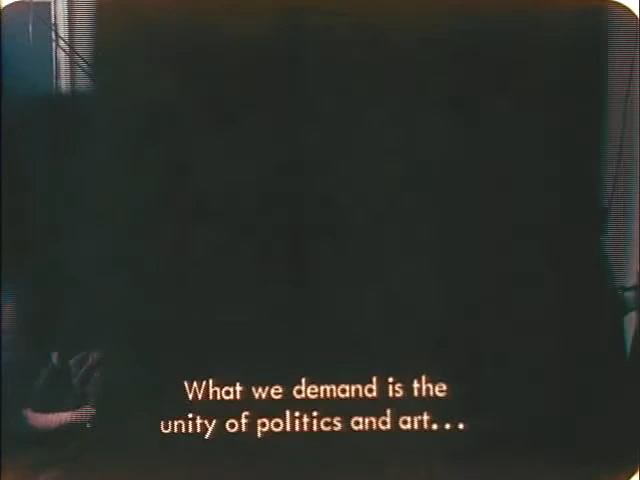 What we demand is the
unity of politics and art...